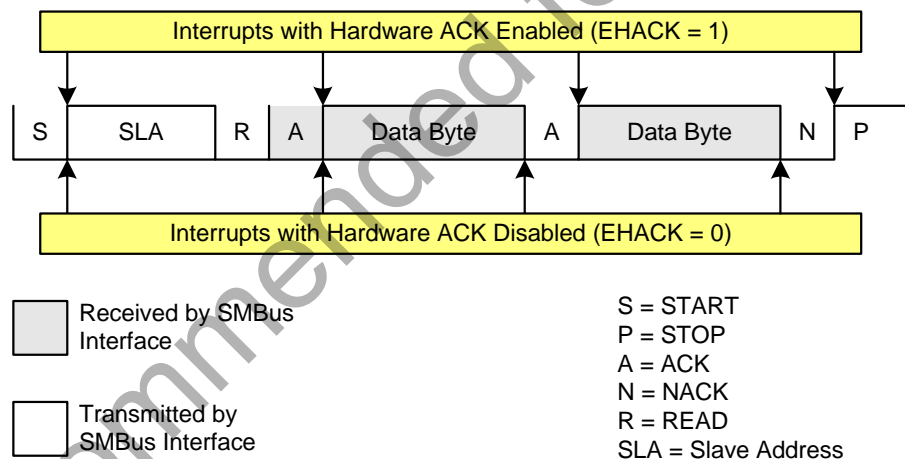 Interrupts with Hardware ACK Enabled (EHACK = 1)
S SLA R A Data Byte A Data Byte N P
Interrupts with Hardware ACK Disabled (EHACK = 0)
Received by SMBus
Interface
Transmitted by
SMBus Interface
S = START
P = STOP
A = ACK
N = NACK
R = READ
SLA = Slave Address